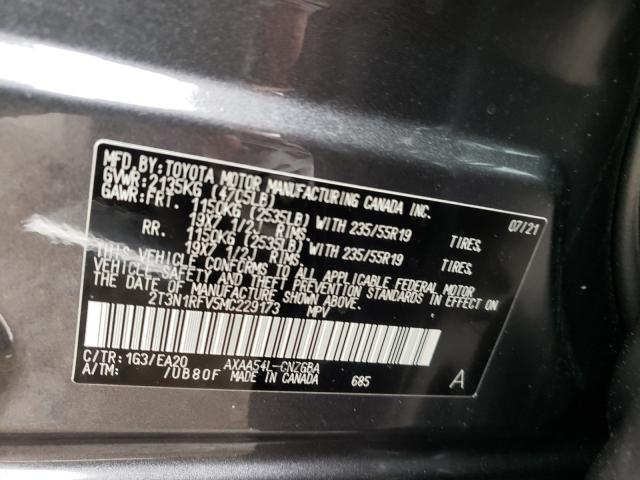 MFD. BY: TOYOTA MOTOR MANUFACTURING CANADA INC.
GVWR: 2135KG (4705LB) 07/21
GAWR: FRT. 1150KG (2535LB) WITH 235/55R19 TIRES,
19X7 1/2J RIMS
RR. 1150KG (2535LB) WITH 235/55R19 TIRES,
19X7 1/2J RIMS
THIS VEHICLE CONFORMS TO ALL APPLICABLE FEDERAL MOTOR
VEHICLE SAFETY AND THEFT PREVENTION STANDARDS IN EFFECT ON
THE DATE OF MANUFACTURE SHOWN ABOVE.
2T3N1RFV5MC229173 MPV
C/TR: 1G3/EA20 AXAA54L-CNZGBA
A/TM: /UB80F MADE IN CANADA 685 A